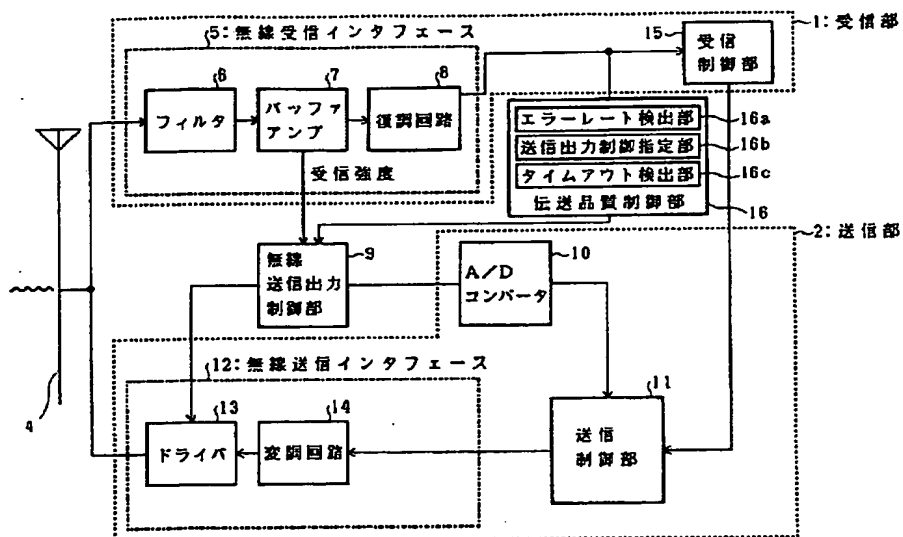 1:受信部
5:無線受信インタフェース
15
受信
制御部
6
フィルタ
7
バッファ
アンプ
8
復調回路
受信強度
エラーレート検出部
16a
送信出力制御指定部
16b
タイムアウト検出部
16c
伝送品質制御部
16
2:送信部
無線
送信出力
制御部
9
A/D
コンバータ
10
12:無線送信インタフェース
4
13
ドライバ
14
変調回路
11
送信
制御部